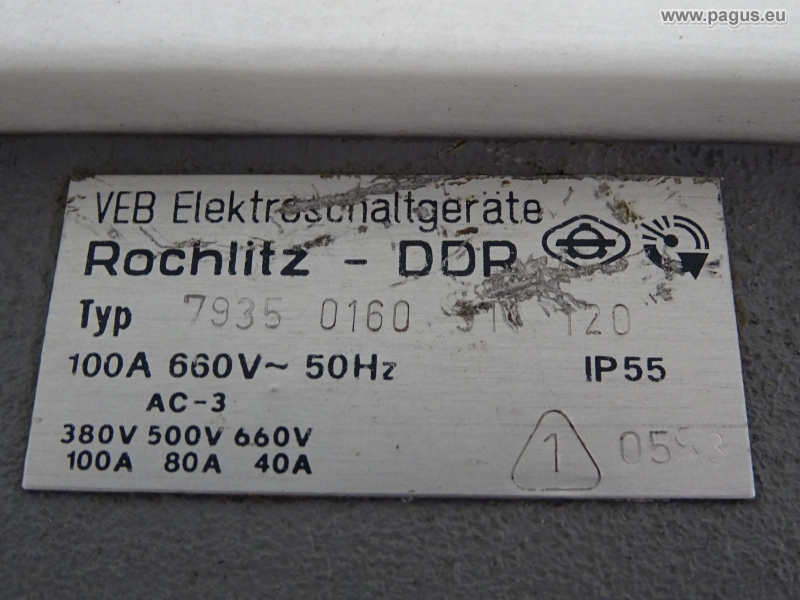 www.pagus.eu
VEB Elektroschaltgeräte
Rochlitz - DDR
Typ 7935 0160 120
100A 660V~ 50Hz IP55
AC-3
380V 500V 660V
100A 80A 40A
1